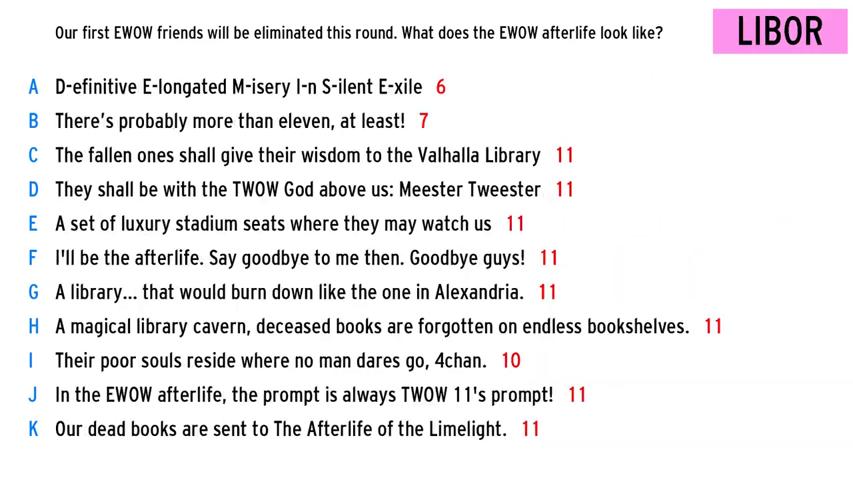 Our first EWOW friends will be eliminated this round. What does the EWOW afterlife look like?
LIBOR
A D-efinitive E-longated M-isery I-n S-ilent E-xile 6
B There's probably more than eleven, at least! 7
C The fallen ones shall give their wisdom to the Valhalla Library 11
D They shall be with the TWOW God above us: Meester Tweester 11
E A set of luxury stadium seats where they may watch us 11
F I'll be the afterlife. Say goodbye to me then. Goodbye guys! 11
G A library... that would burn down like the one in Alexandria. 11
H A magical library cavern, deceased books are forgotten on endless bookshelves. 11
I Their poor souls reside where no man dares go, 4chan. 10
J In the EWOW afterlife, the prompt is always TWOW 11's prompt! 11
K Our dead books are sent to The Afterlife of the Limelight. 11